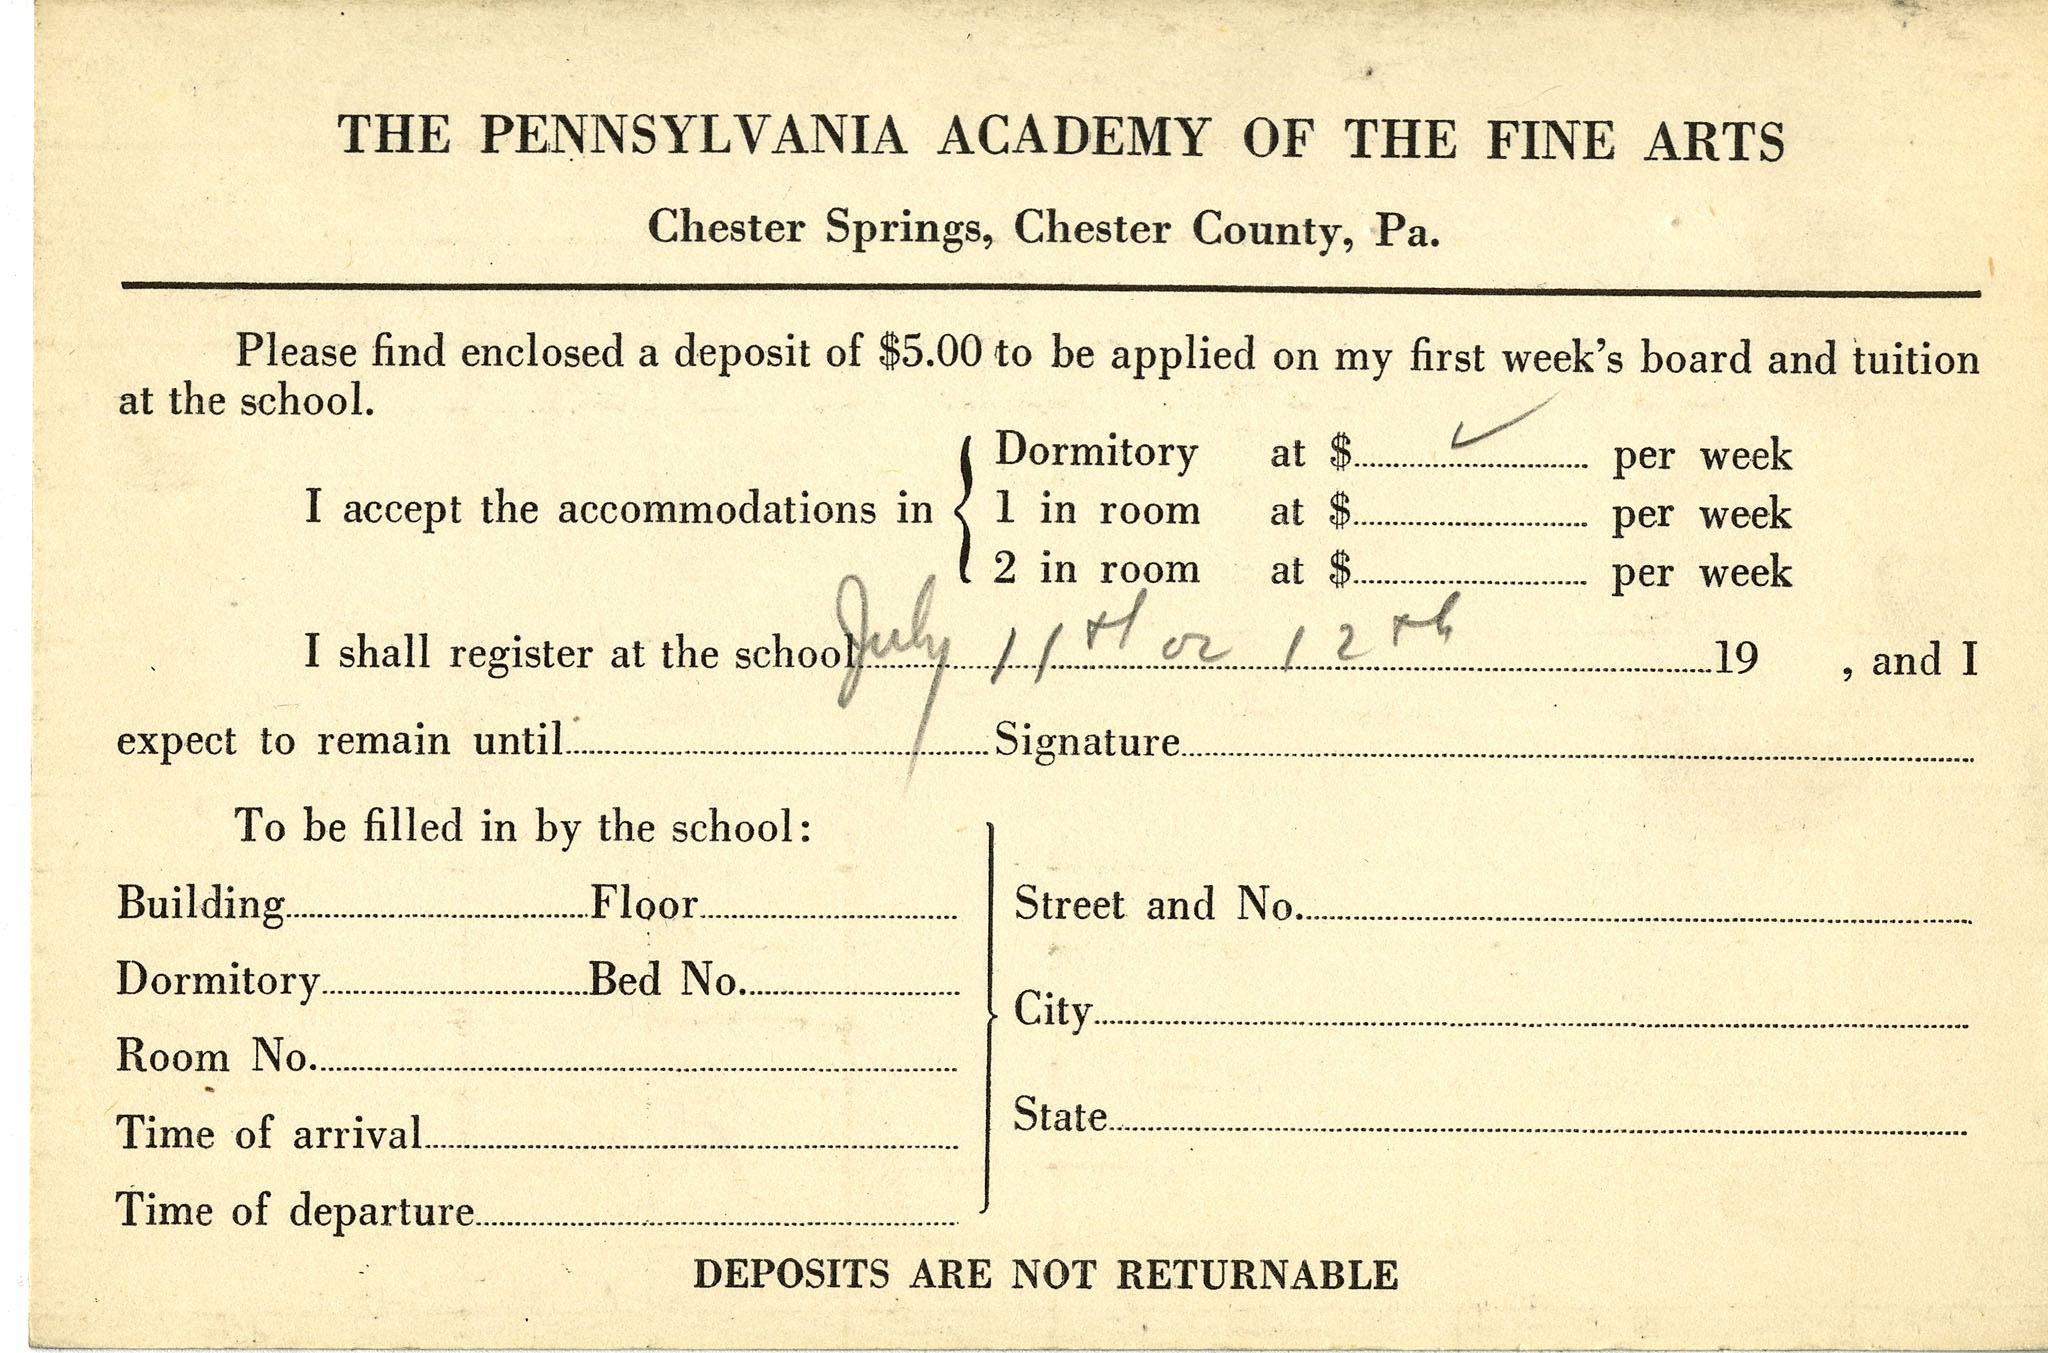 THE PENNSYLVANIA ACADEMY OF THE FINE ARTS
Chester Springs, Chester County, Pa.
Please find enclosed a deposit of $5.00 to be applied on my first week's board and tuition
at the school.
I accept the accommodations in { Dormitory at $ ✓ per week
1 in room at $ per week
2 in room at $ per week
I shall register at the school July 11th or 12th 19 , and I
expect to remain until Signature
To be filled in by the school:
Building Floor
Dormitory Bed No.
Room No.
Time of arrival
Time of departure
Street and No.
City
State
DEPOSITS ARE NOT RETURNABLE